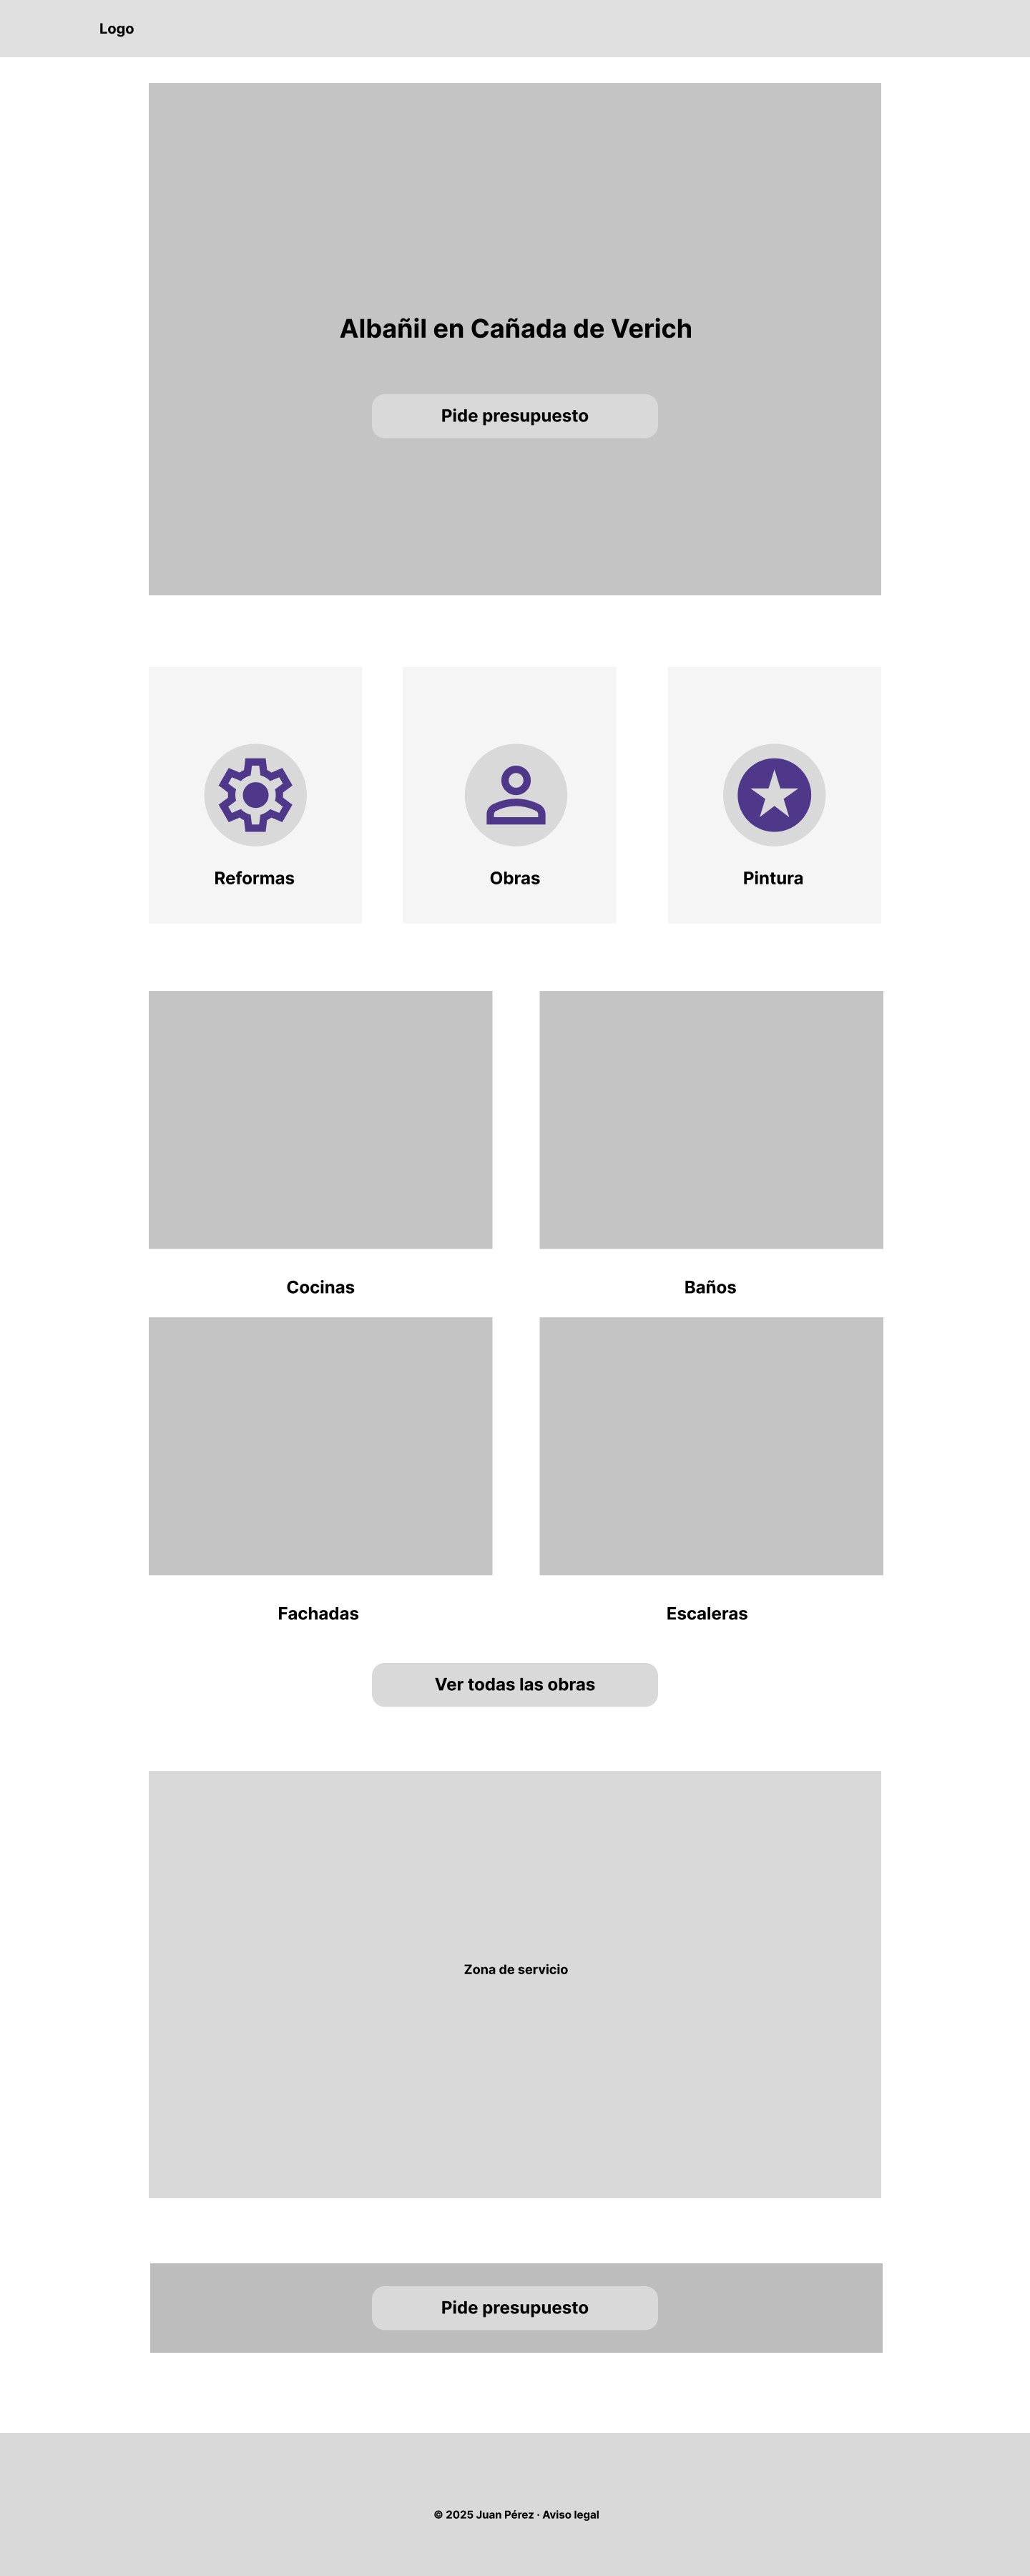 Logo
Albañil en Cañada de Verich
Pide presupuesto
Reformas
Obras
Pintura
Cocinas
Baños
Fachadas
Escaleras
Ver todas las obras
Zona de servicio
Pide presupuesto
© 2025 Juan Pérez · Aviso legal